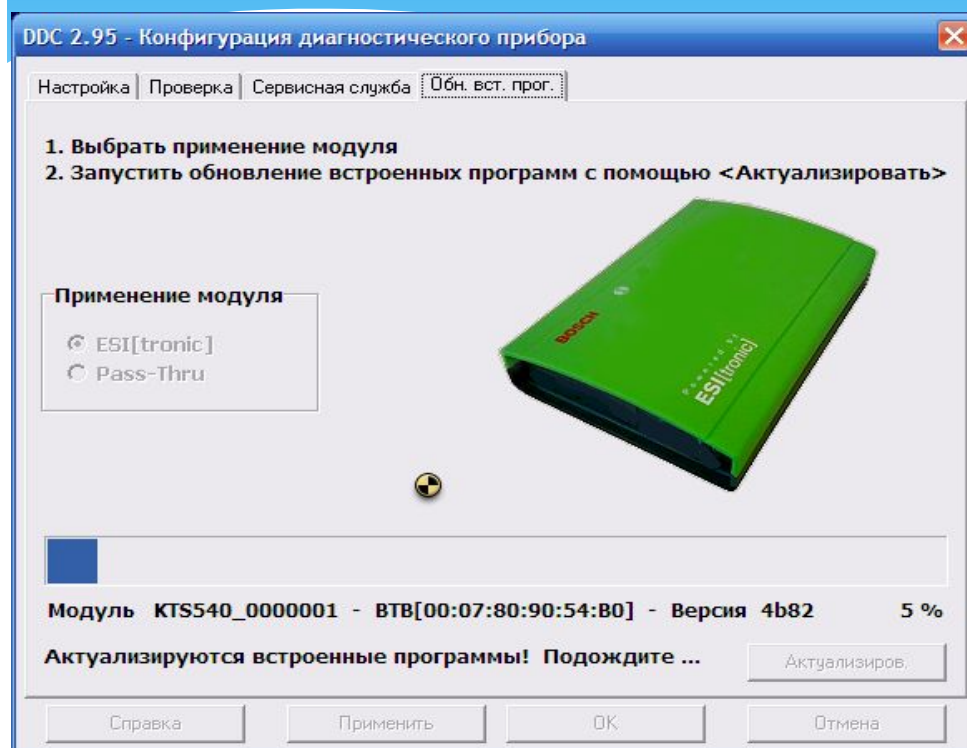 DDC 2.95 - Конфигурация диагностического прибора
Настройка Проверка Сервисная служба Обн. вст. прог.
1. Выбрать применение модуля
2. Запустить обновление встроенных программ с помощью <Актуализировать>
Применение модуля
ESI[tronic]
Pass-Thru
BOSCH
Powered by
ESI[tronic]
Модуль KTS540_0000001 - BTB[00:07:80:90:54:B0] - Версия 4b82 5 %
Актуализируются встроенные программы! Подождите ... Актуализиров.
Справка Применить OK Отмена